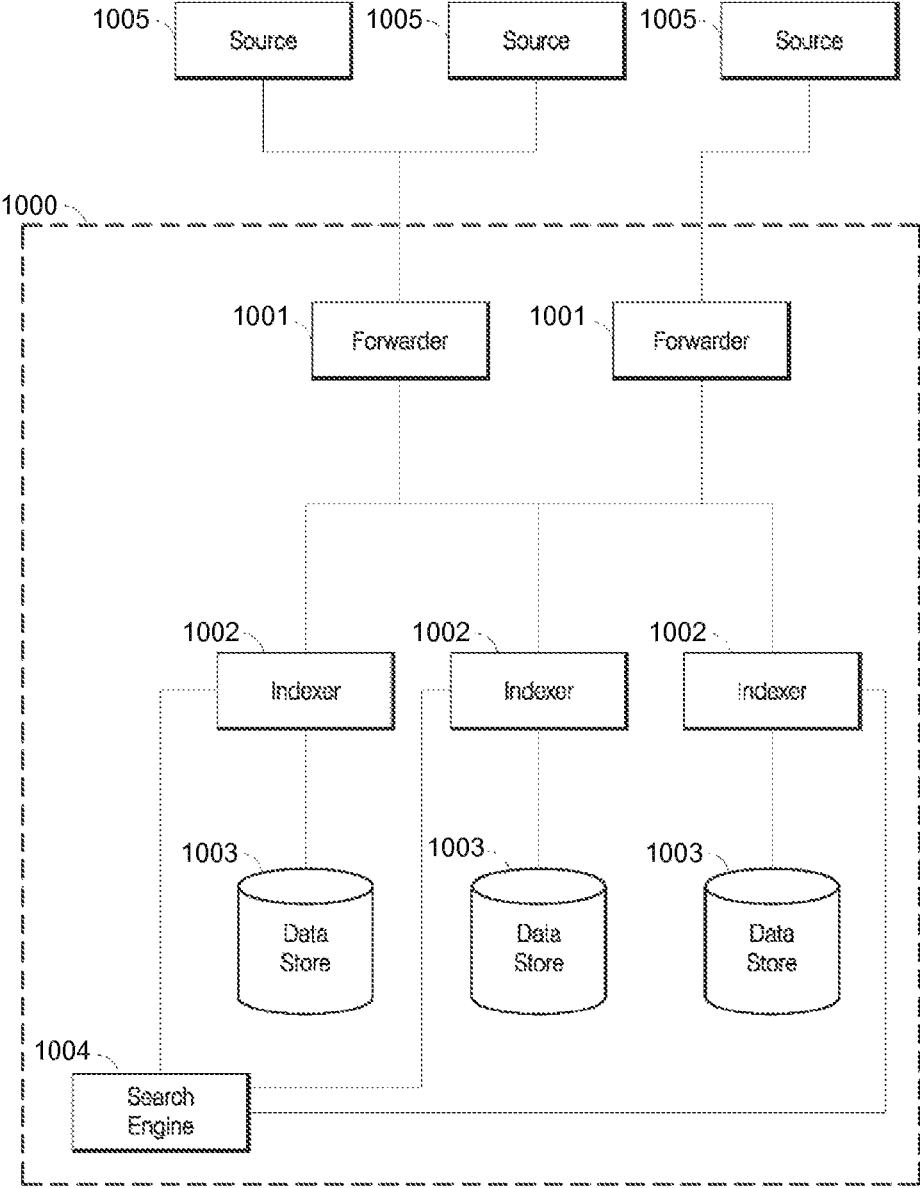 1005 Source 1005 Source 1005 Source
1000
1001 Forwarder 1001 Forwarder
1002 1002 1002
Indexer Indexer Indexer
1003 1003 1003
Data Data Data
Store Store Store
1004
Search
Engine